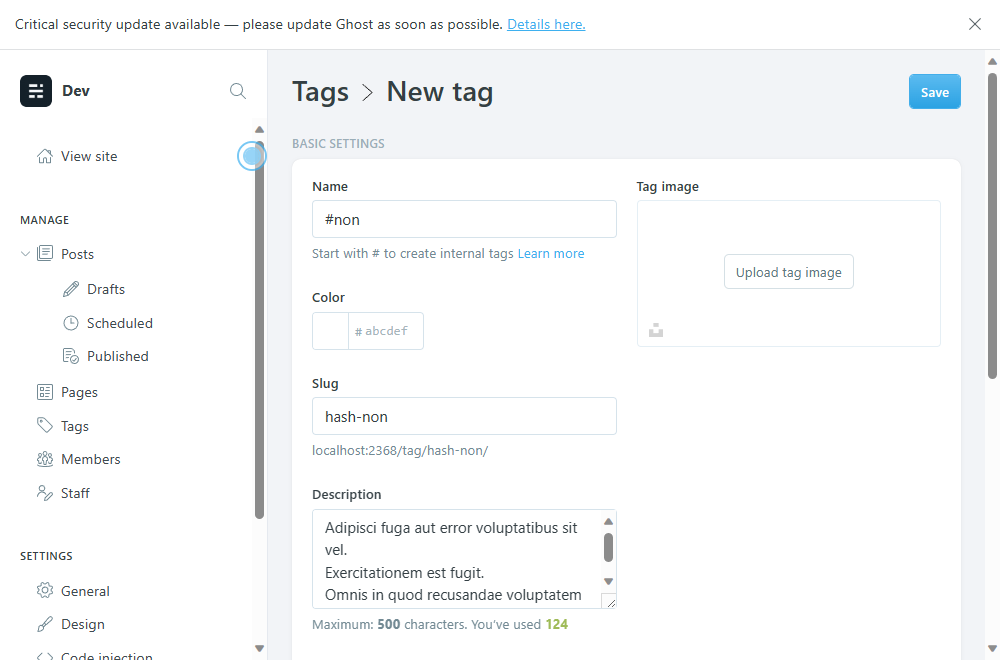 Critical security update available — please update Ghost as soon as possible. Details here.
Dev
View site
MANAGE
Posts
Drafts
Scheduled
Published
Pages
Tags
Members
Staff
SETTINGS
General
Design
Code injection
Tags > New tag
Save
BASIC SETTINGS
Name
#non
Start with # to create internal tags Learn more
Color
# abcdef
Slug
hash-non
localhost:2368/tag/hash-non/
Description
Adipisci fuga aut error voluptatibus sit
vel.
Exercitationem est fugit.
Omnis in quod recusandae voluptatem
Maximum: 500 characters. You've used 124
Tag image
Upload tag image